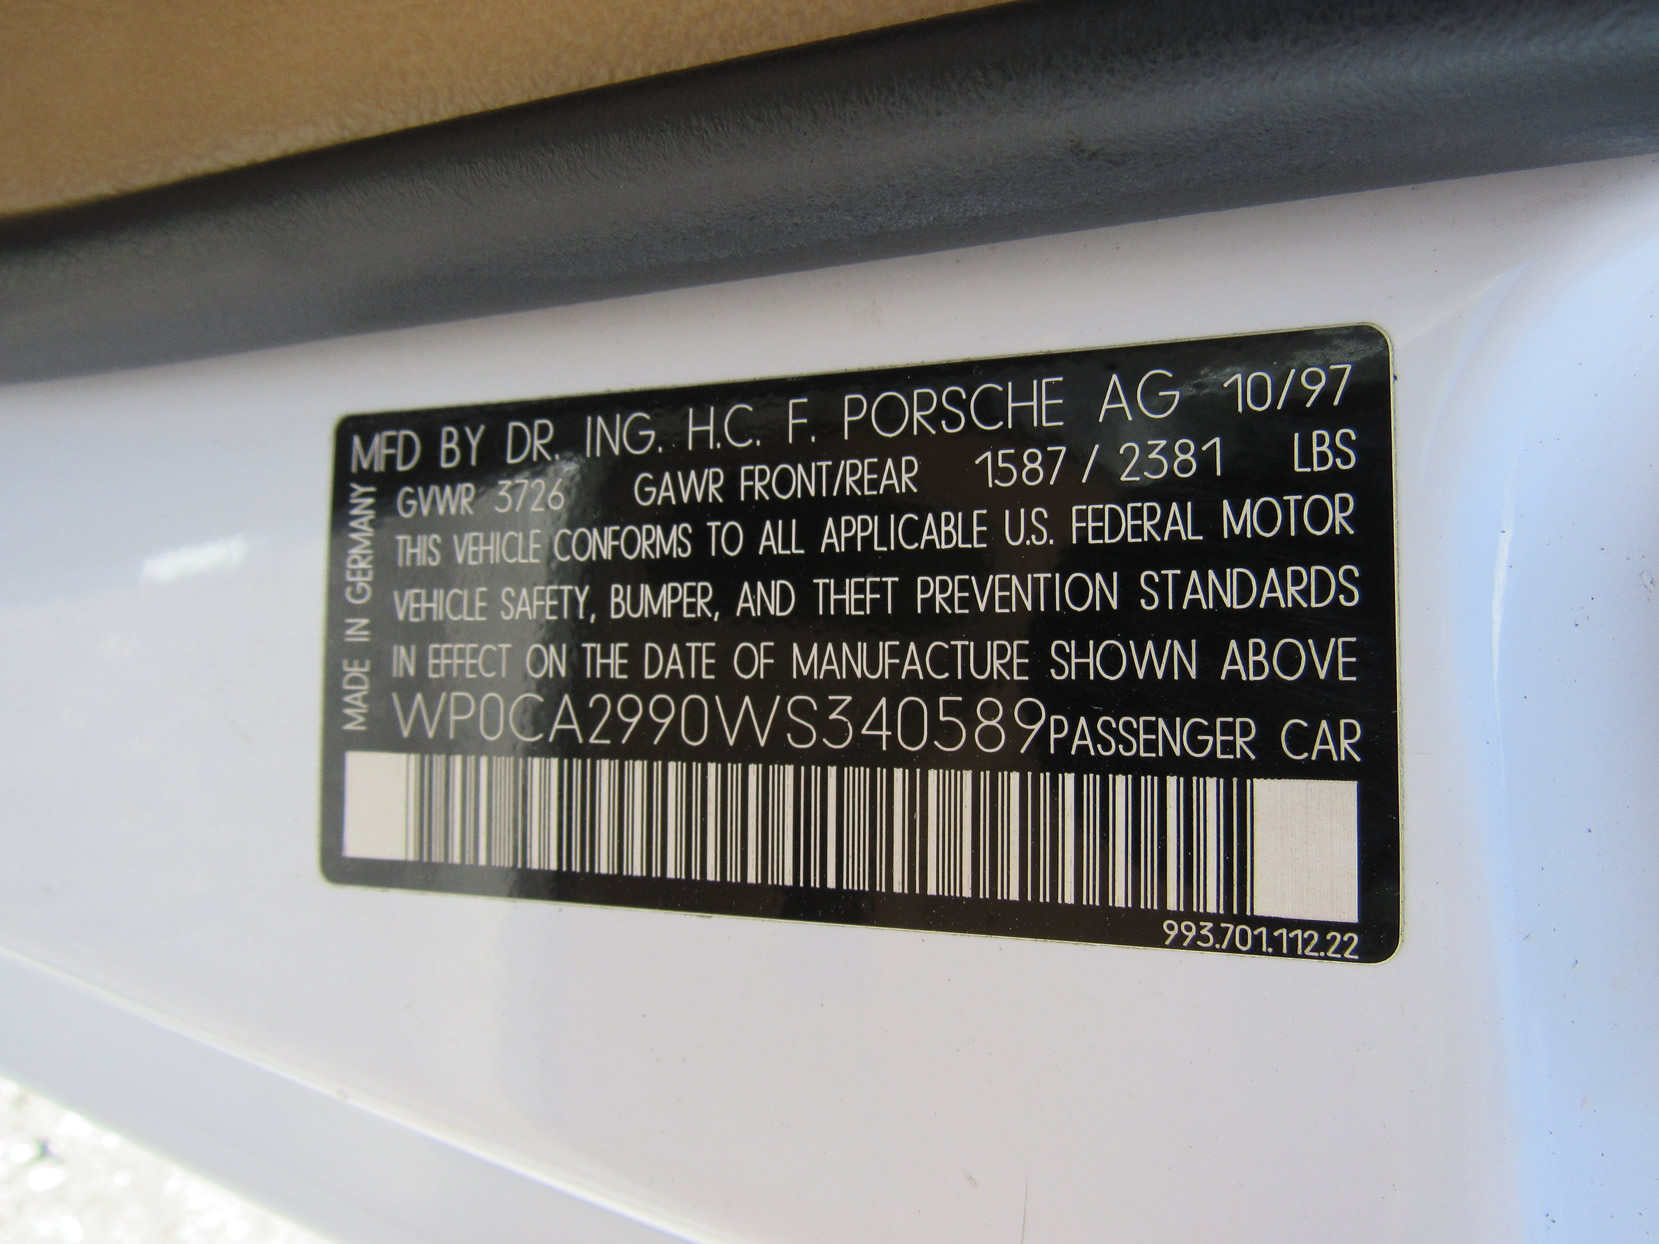 MFD BY DR. ING. H.C. F. PORSCHE AG 10/97
GVWR 3726 GAWR FRONT/REAR 1587 / 2381 LBS
THIS VEHICLE CONFORMS TO ALL APPLICABLE U.S. FEDERAL MOTOR
VEHICLE SAFETY, BUMPER, AND THEFT PREVENTION STANDARDS
IN EFFECT ON THE DATE OF MANUFACTURE SHOWN ABOVE
WP0CA2990WS340589 PASSENGER CAR
MADE IN GERMANY
993.701.112.22